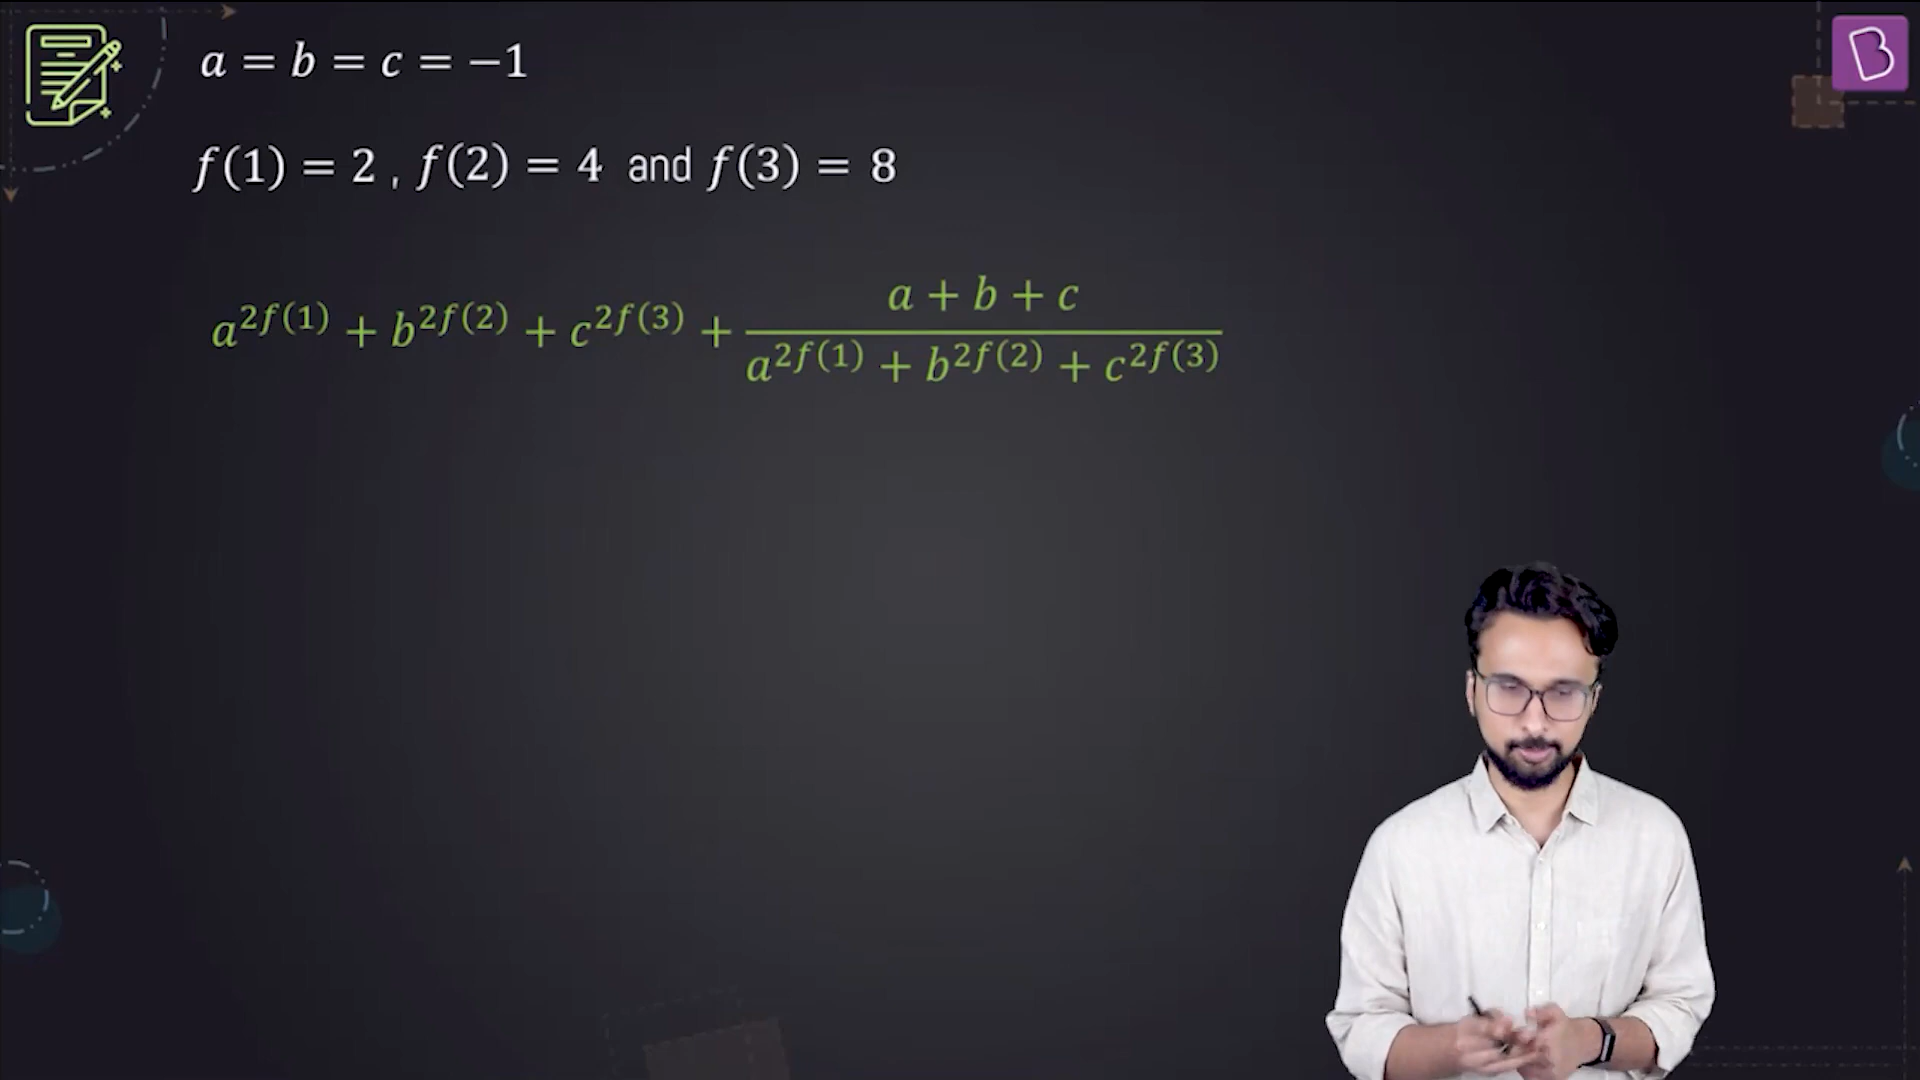 a = b = c = −1
f(1) = 2 , f(2) = 4 and f(3) = 8
a^{2f(1)} + b^{2f(2)} + c^{2f(3)} + \frac{a + b + c}{a^{2f(1)} + b^{2f(2)} + c^{2f(3)}}
B